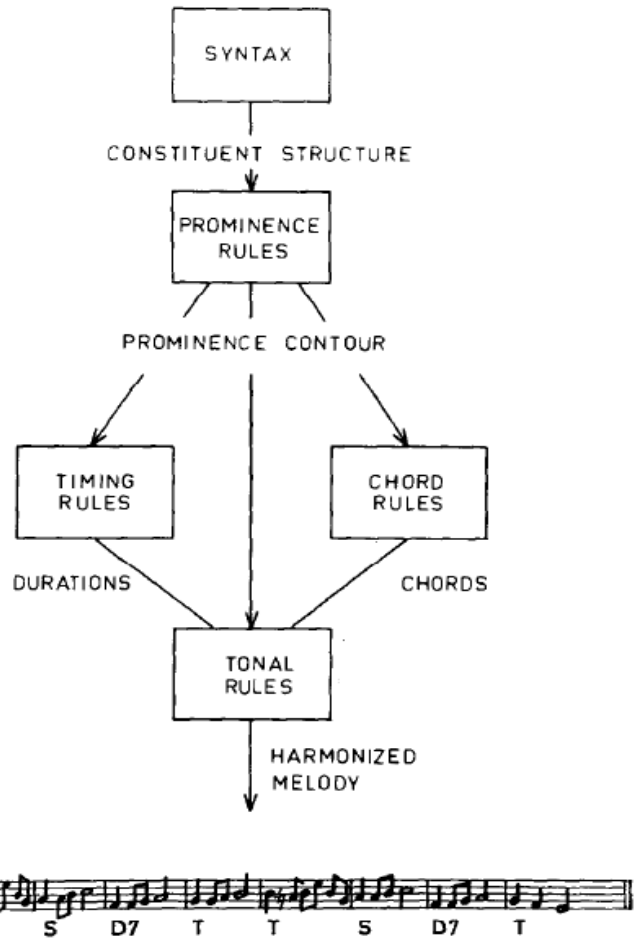 SYNTAX
CONSTITUENT STRUCTURE
PROMINENCE
RULES
PROMINENCE CONTOUR
TIMING
RULES
CHORD
RULES
DURATIONS
CHORDS
TONAL
RULES
HARMONIZED
MELODY
S D7 T T S D7 T